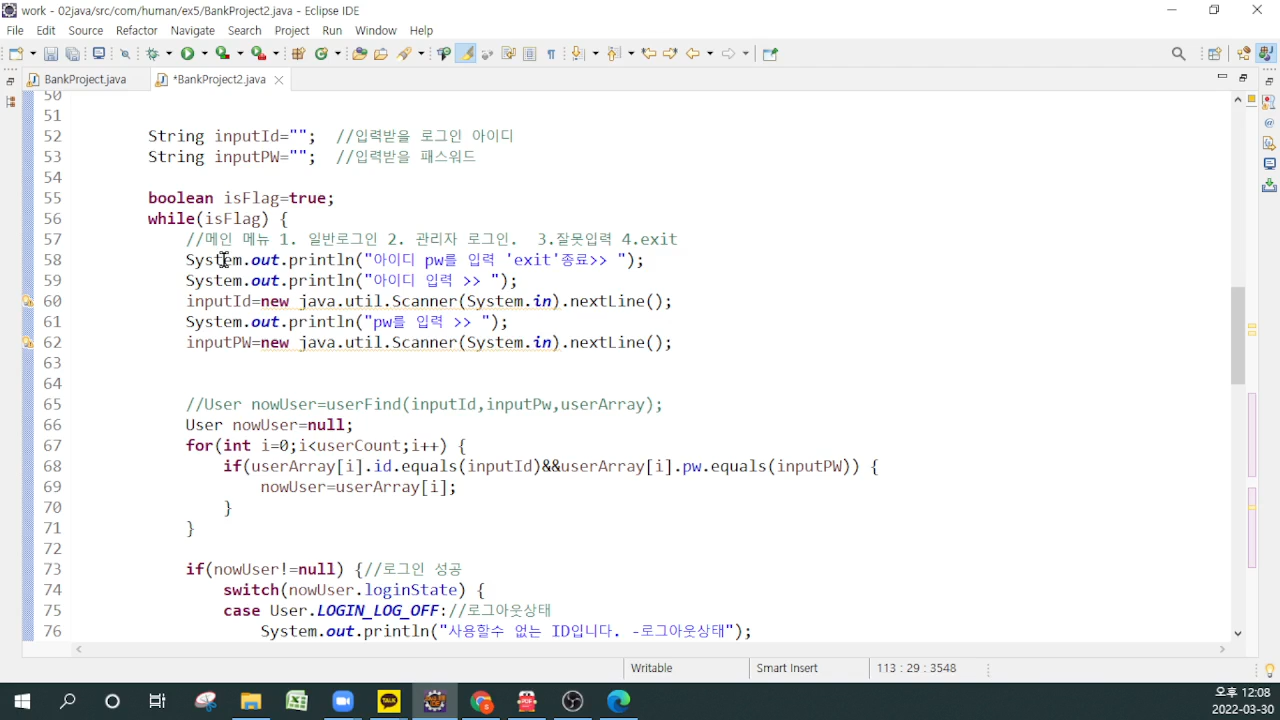 work - 02java/src/com/human/ex5/BankProject2.java - Eclipse IDE
File Edit Source Refactor Navigate Search Project Run Window Help
BankProject.java *BankProject2.java
50
51
52 String inputId=""; //입력받을 로그인 아이디
53 String inputPW=""; //입력받을 패스워드
54
55 boolean isFlag=true;
56 while(isFlag) {
57 //메인 메뉴 1. 일반로그인 2. 관리자 로그인. 3.잘못입력 4.exit
58 System.out.println("아이디 pw를 입력 'exit'종료>> ");
59 System.out.println("아이디 입력 >> ");
60 inputId=new java.util.Scanner(System.in).nextLine();
61 System.out.println("pw를 입력 >> ");
62 inputPW=new java.util.Scanner(System.in).nextLine();
63
64
65 //User nowUser=userFind(inputId,inputPw,userArray);
66 User nowUser=null;
67 for(int i=0;i<userCount;i++) {
68 if(userArray[i].id.equals(inputId)&&userArray[i].pw.equals(inputPW)) {
69 nowUser=userArray[i];
70 }
71 }
72
73 if(nowUser!=null) {//로그인 성공
74 switch(nowUser.loginState) {
75 case User.LOGIN_LOG_OFF://로그아웃상태
76 System.out.println("사용할수 없는 ID입니다. -로그아웃상태");
Writable Smart Insert 113 : 29 : 3548
오후 12:08
2022-03-30